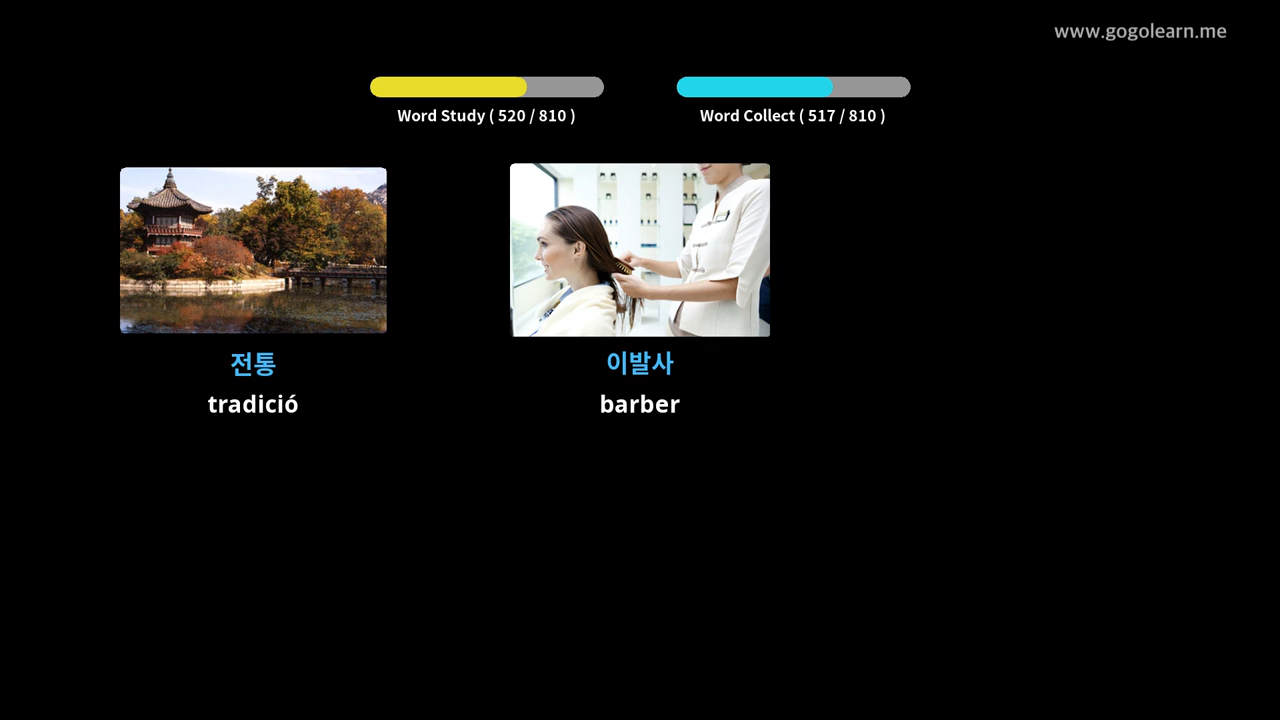 www.gogolearn.me
Word Study ( 520 / 810 )
Word Collect ( 517 / 810 )
전통
tradició
이발사
barber